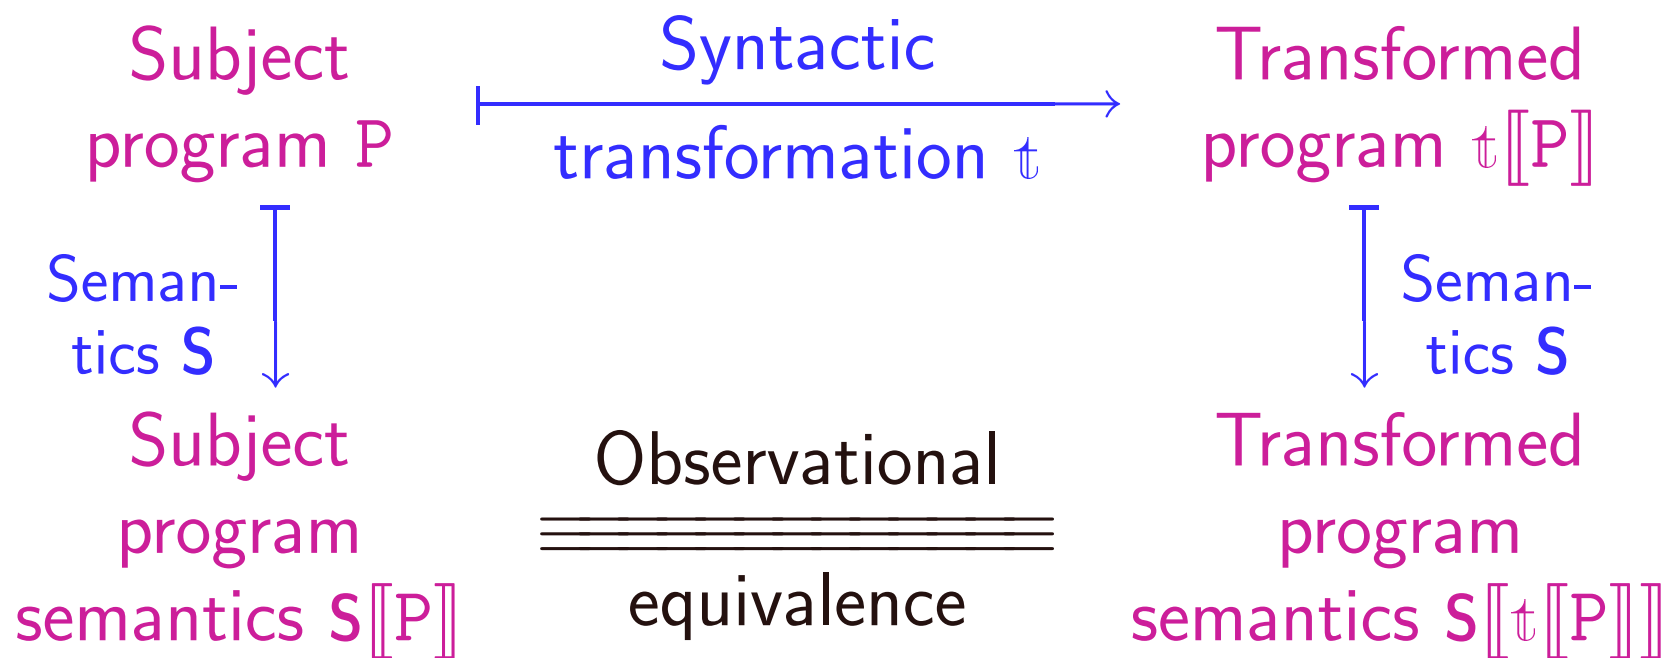 Subject
program P
Syntactic
transformation 𝕥
Transformed
program 𝕥⟦P⟧
Seman-
tics S
Seman-
tics S
Subject
program
semantics S⟦P⟧
Observational
equivalence
Transformed
program
semantics S⟦𝕥⟦P⟧⟧